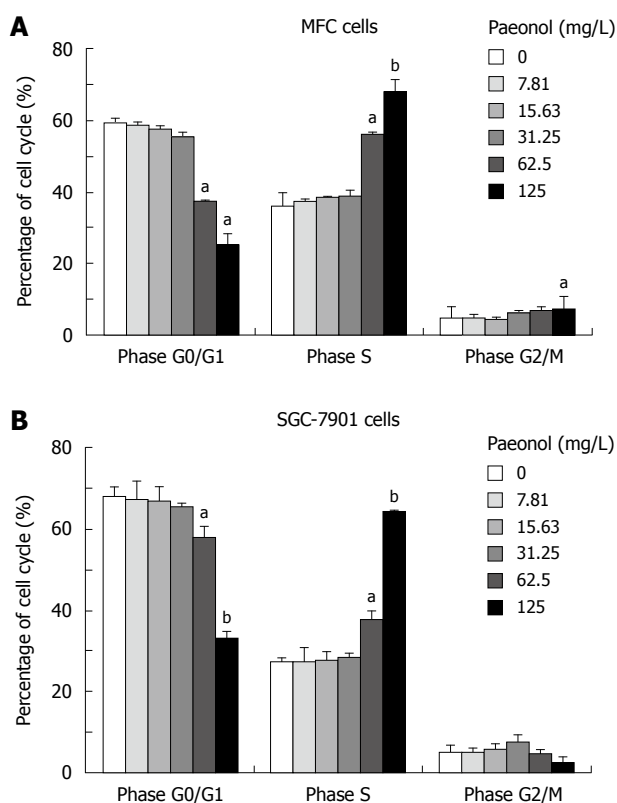 A
MFC cells
Percentage of cell cycle (%)
80
60
40
20
0
a
a
a
b
a
Phase G0/G1
Phase S
Phase G2/M
Paeonol (mg/L)
0
7.81
15.63
31.25
62.5
125
B
SGC-7901 cells
Percentage of cell cycle (%)
80
60
40
20
0
a
b
a
b
Phase G0/G1
Phase S
Phase G2/M
Paeonol (mg/L)
0
7.81
15.63
31.25
62.5
125